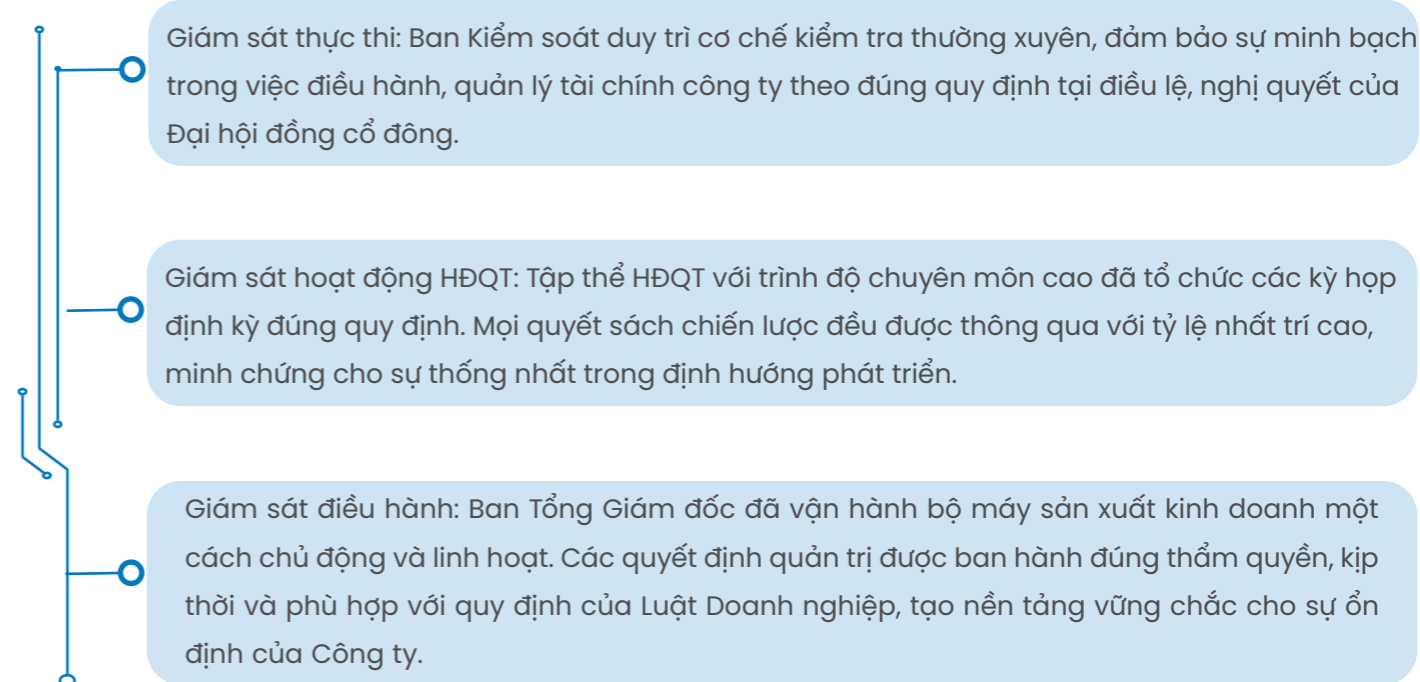 Giám sát thực thi: Ban Kiểm soát duy trì cơ chế kiểm tra thường xuyên, đảm bảo sự minh bạch
trong việc điều hành, quản lý tài chính công ty theo đúng quy định tại điều lệ, nghị quyết của
Đại hội đồng cổ đông.
Giám sát hoạt động HĐQT: Tập thể HĐQT với trình độ chuyên môn cao đã tổ chức các kỳ họp
định kỳ đúng quy định. Mọi quyết sách chiến lược đều được thông qua với tỷ lệ nhất trí cao,
minh chứng cho sự thống nhất trong định hướng phát triển.
Giám sát điều hành: Ban Tổng Giám đốc đã vận hành bộ máy sản xuất kinh doanh một
cách chủ động và linh hoạt. Các quyết định quản trị được ban hành đúng thẩm quyền, kịp
thời và phù hợp với quy định của Luật Doanh nghiệp, tạo nền tảng vững chắc cho sự ổn
định của Công ty.